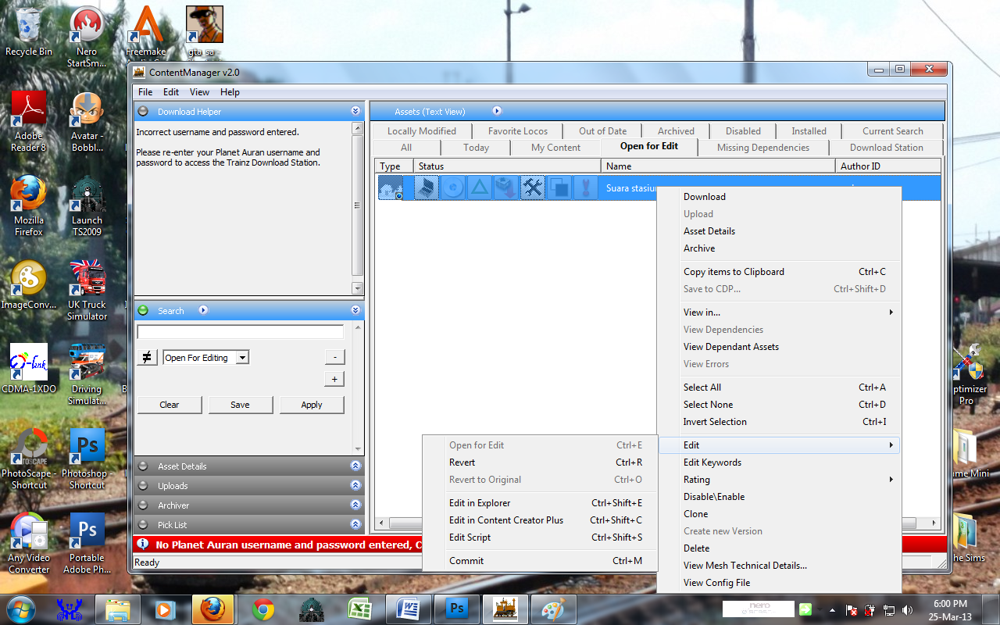 Recycle Bin
Nero StartSm...
Freemake
gta_sa -
Adobe Reader 8
Avatar - Bobbl...
Mozilla Firefox
Launch TS2009
ImageConv...
UK Truck Simulator
CDMA-1XDO
Driving Simulat...
PhotoScape - Shortcut
Photoshop - Shortcut
Any Video Converter
Portable Adobe Ph...
ContentManager v2.0
File Edit View Help
Download Helper
Incorrect username and password entered.
Please re-enter your Planet Auran username and
password to access the Trainz Download Station.
Search
≠ Open For Editing -
+
Clear Save Apply
Asset Details
Uploads
Archiver
Pick List
No Planet Auran username and password entered, C
Ready
Assets (Text View)
Locally Modified Favorite Locos Out of Date Archived Disabled Installed Current Search
All Today My Content Open for Edit Missing Dependencies Download Station
Type Status Name Author ID
Suara
Download
Upload
Asset Details
Archive
Copy items to Clipboard Ctrl+C
Save to CDP... Ctrl+Shift+D
View in...
View Dependencies
View Dependant Assets
View Errors
Select All Ctrl+A
Select None Ctrl+D
Invert Selection Ctrl+I
Edit
Edit Keywords
Rating
Disable\Enable
Clone
Create new Version
Delete
View Mesh Technical Details...
View Config File
Open for Edit Ctrl+E
Revert Ctrl+R
Revert to Original Ctrl+O
Edit in Explorer Ctrl+Shift+E
Edit in Content Creator Plus Ctrl+Shift+C
Edit Script Ctrl+Shift+S
Commit Ctrl+M
ptimizer
Pro
me Mini
he Sims
nero
6:00 PM
25-Mar-13